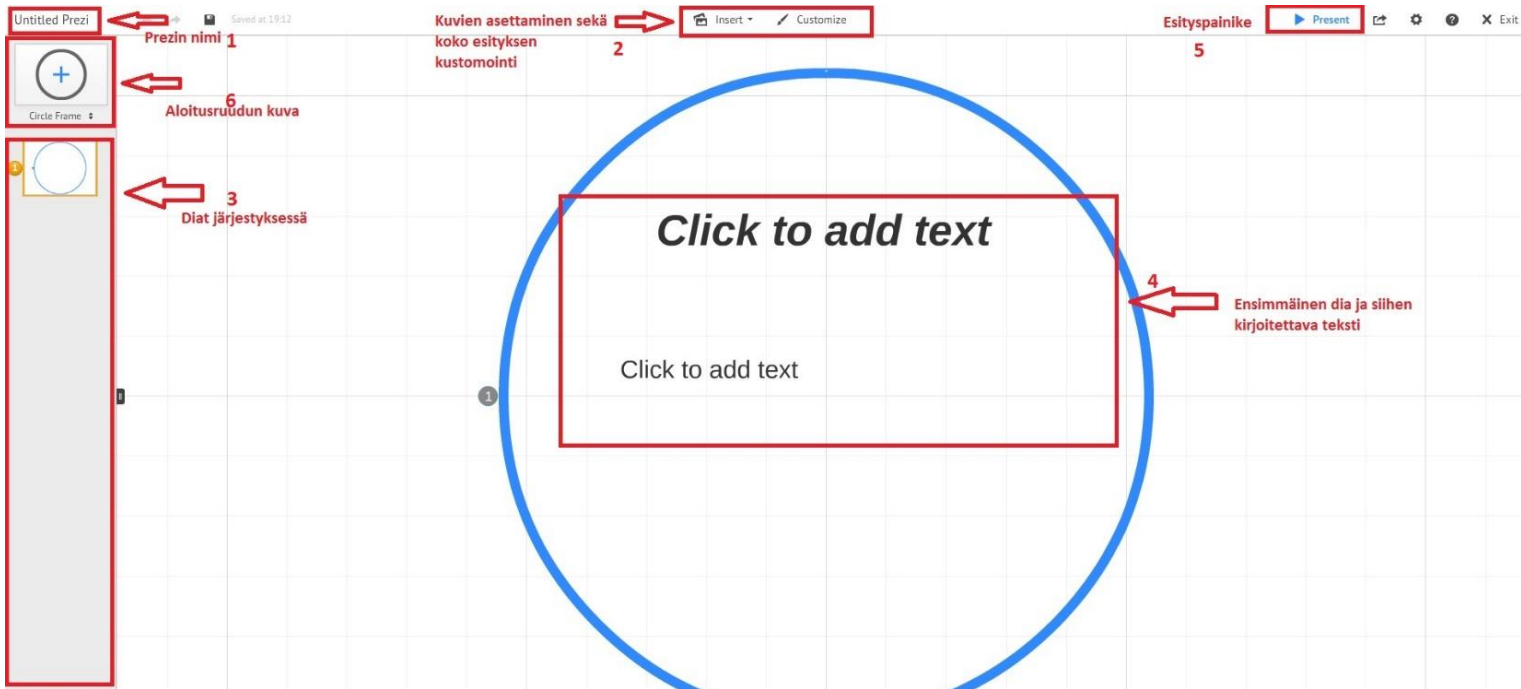 Untitled Prezi
Saved at 19:12
Prezin nimi 1
Kuvien asettaminen sekä
koko esityksen
kustomointi
2
Insert
Customize
Esityspainike
5
Present
Exit
6
Aloitusruudun kuva
Circle Frame
1
3
Diat järjestyksessä
Click to add text
4
Ensimmäinen dia ja siihen
kirjoitettava teksti
Click to add text
1